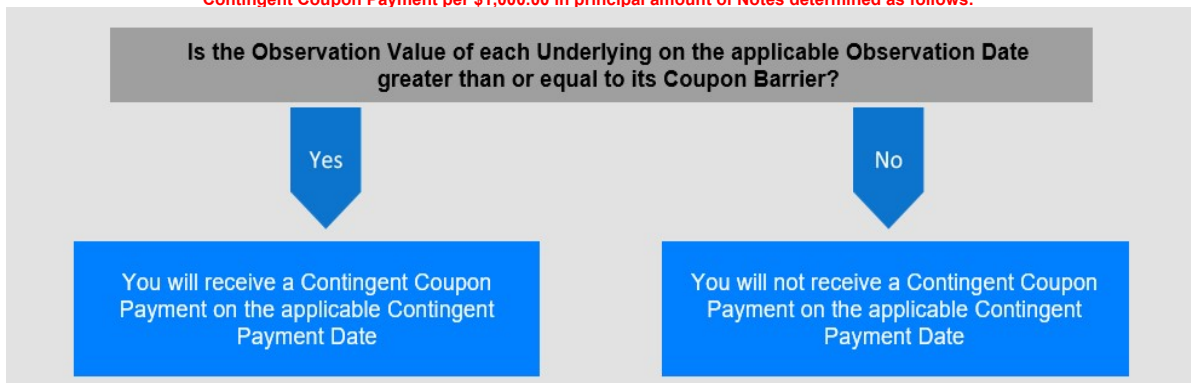 Contingent Coupon Payment per $1,000.00 in principal amount of Notes determined as follows:
Is the Observation Value of each Underlying on the applicable Observation Date
greater than or equal to its Coupon Barrier?
Yes
No
You will receive a Contingent Coupon
Payment on the applicable Contingent
Payment Date
You will not receive a Contingent Coupon
Payment on the applicable Contingent
Payment Date